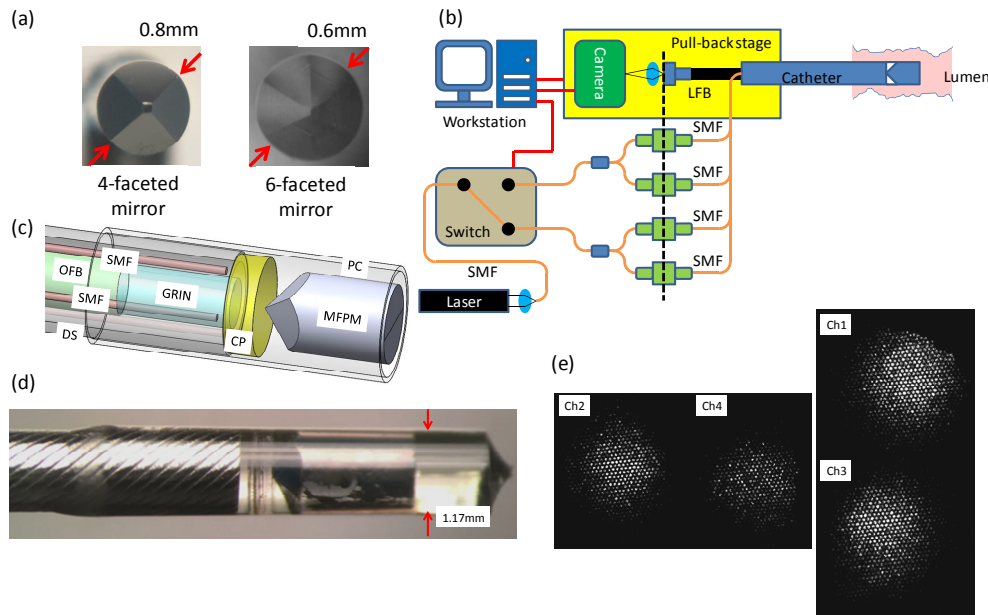 (a)
0.8mm
0.6mm
4-faceted
mirror
6-faceted
mirror
(b)
Workstation
Camera
Pull-back stage
LFB
Catheter
Lumen
SMF
SMF
SMF
SMF
Switch
SMF
Laser
(c)
SMF
OFB
GRIN
SMF
DS
CP
PC
MFPM
(d)
1.17mm
(e)
Ch2
Ch4
Ch1
Ch3